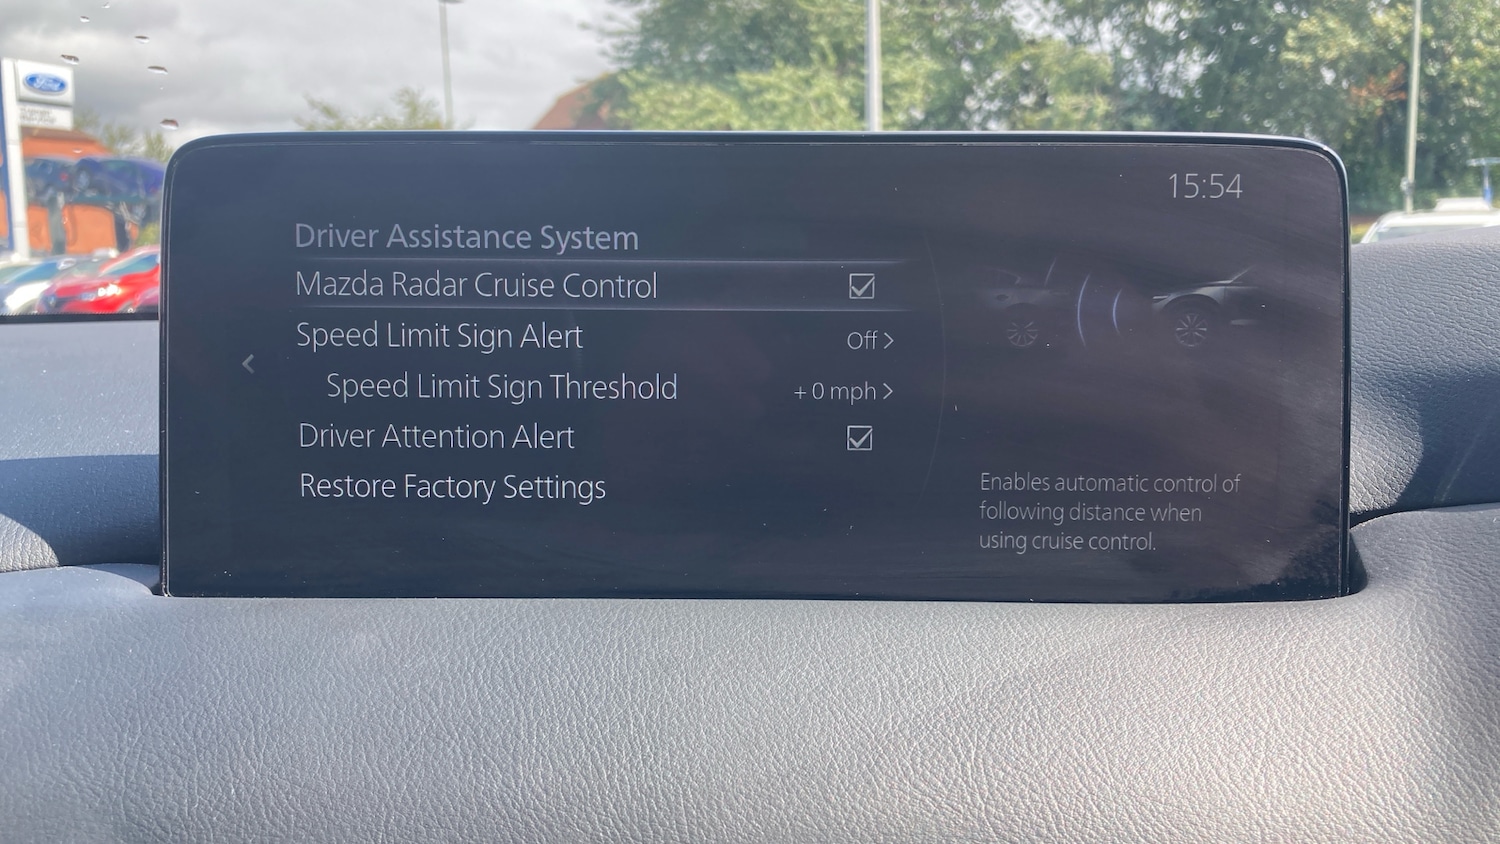 Ford
15:54
Driver Assistance System
Mazda Radar Cruise Control
Speed Limit Sign Alert
Off >
Speed Limit Sign Threshold
+ 0 mph >
Driver Attention Alert
Restore Factory Settings
Enables automatic control of
following distance when
using cruise control.